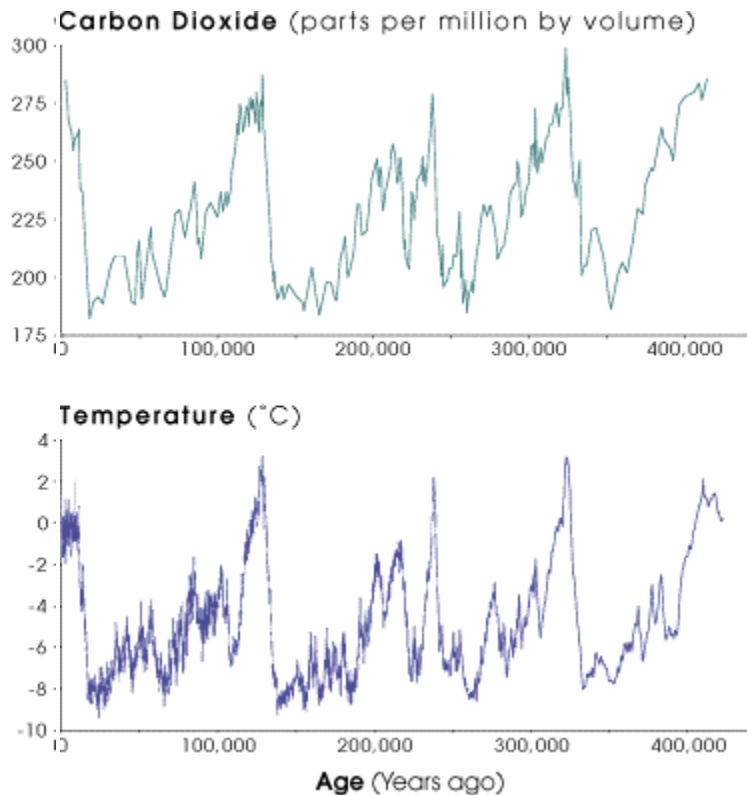 Carbon Dioxide (parts per million by volume)
300
275
250
225
200
175
0 100,000 200,000 300,000 400,000
Temperature (˚C)
4
2
0
-2
-4
-6
-8
-10
0 100,000 200,000 300,000 400,000
Age (Years ago)